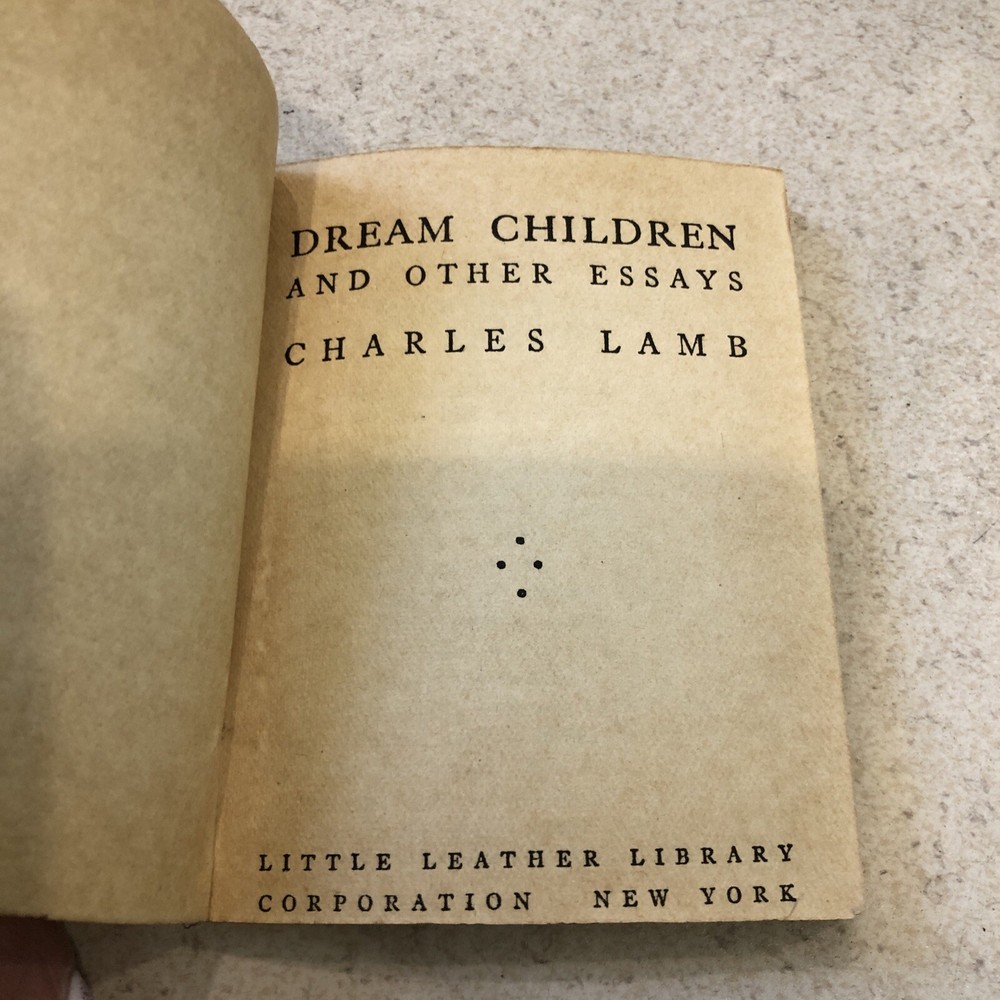 DREAM CHILDREN
AND OTHER ESSAYS
CHARLES LAMB
LITTLE LEATHER LIBRARY
CORPORATION NEW YORK